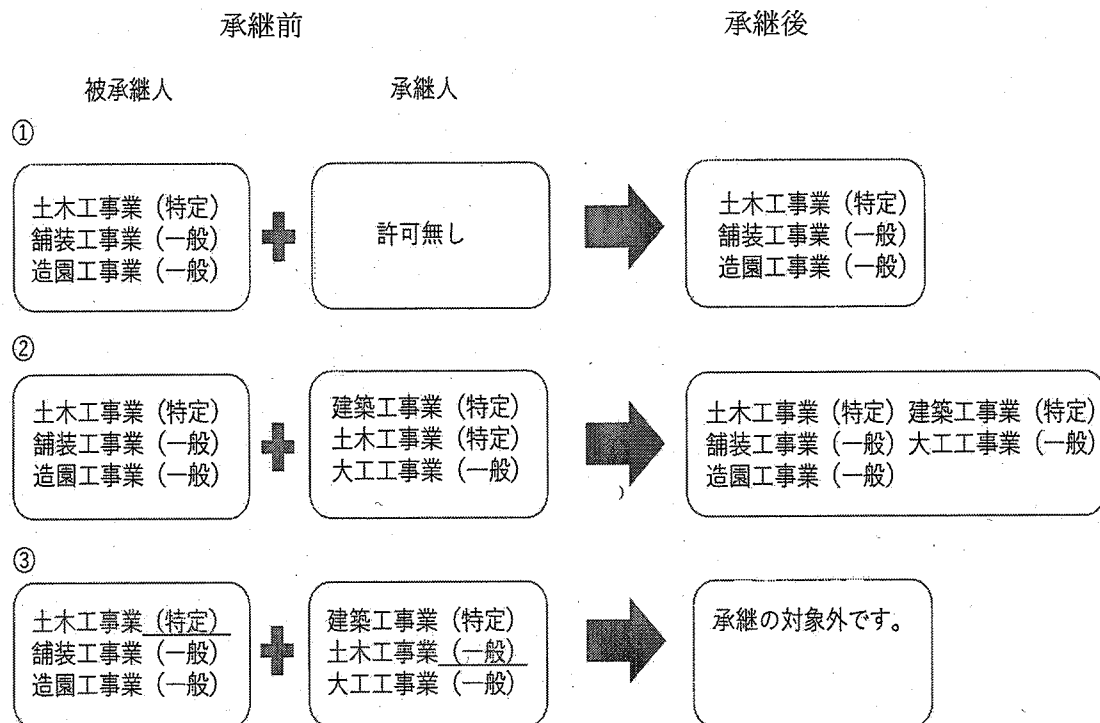 承継前
承継後
被承継人
承継人
①
土木工事業（特定）
舗装工事業（一般）
造園工事業（一般）
許可無し
土木工事業（特定）
舗装工事業（一般）
造園工事業（一般）
②
土木工事業（特定）
舗装工事業（一般）
造園工事業（一般）
建築工事業（特定）
土木工事業（特定）
大工工事業（一般）
土木工事業（特定）建築工事業（特定）
舗装工事業（一般）大工工事業（一般）
造園工事業（一般）
③
土木工事業（特定）
舗装工事業（一般）
造園工事業（一般）
建築工事業（特定）
土木工事業（一般）
大工工事業（一般）
承継の対象外です。